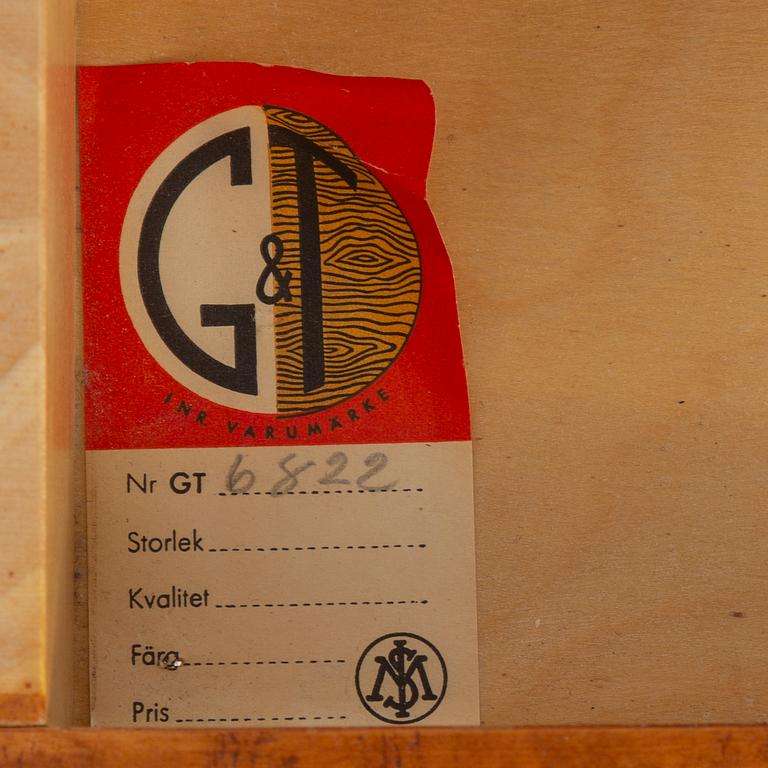 G&T
INR. VARUMÄRKE
Nr GT 6822
Storlek
Kvalitet
Färg
Pris